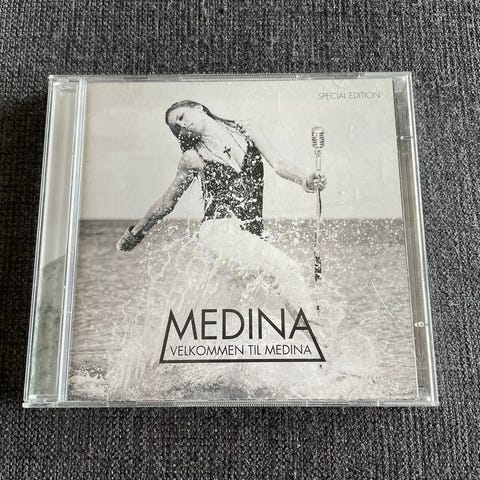 SPECIAL EDITION
MEDINA
VELKOMMEN TIL MEDINA